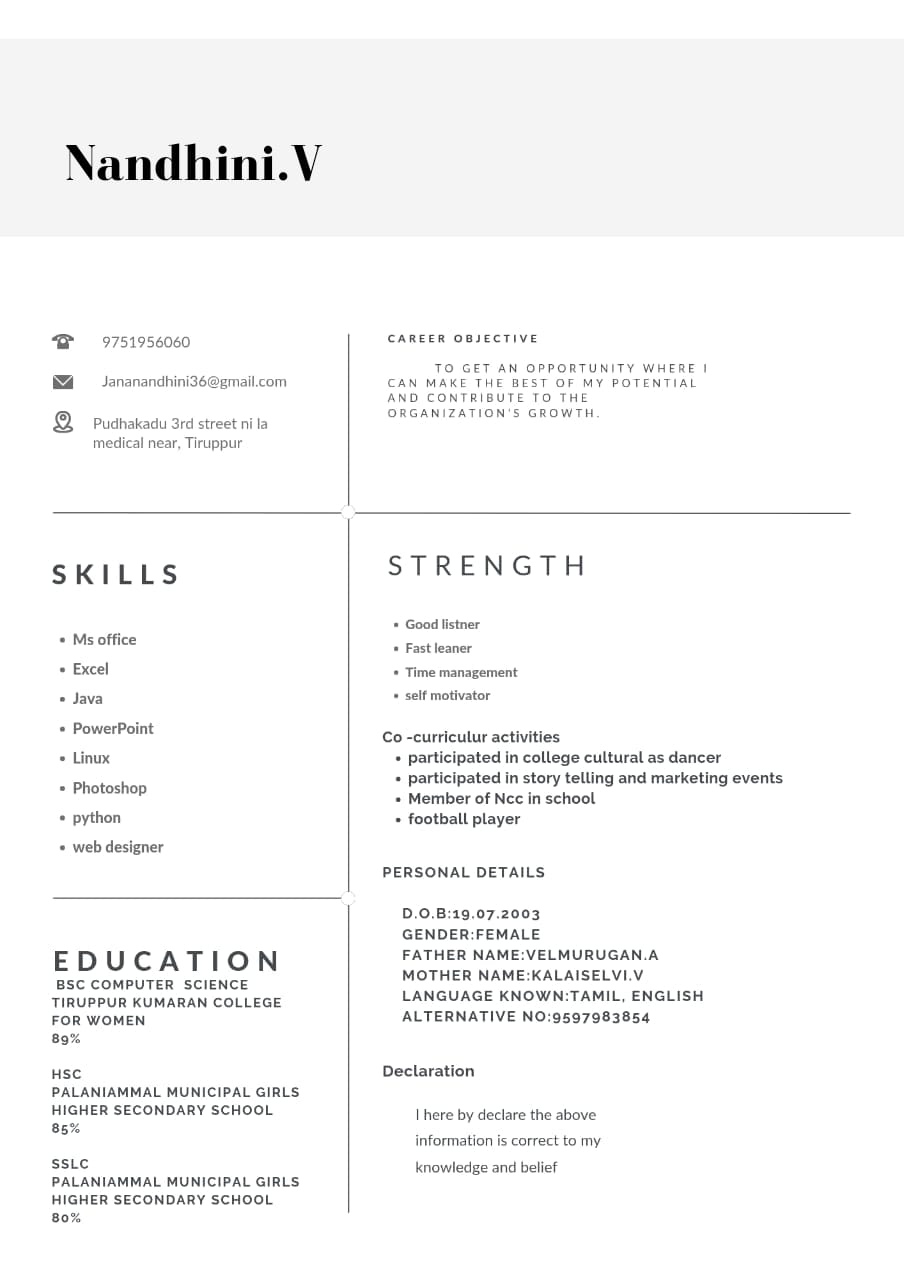 Nandhini.V
9751956060
Jananandhini36@gmail.com
Pudhakadu 3rd street ni la
medical near, Tiruppur
CAREER OBJECTIVE
TO GET AN OPPORTUNITY WHERE I
CAN MAKE THE BEST OF MY POTENTIAL
AND CONTRIBUTE TO THE
ORGANIZATION'S GROWTH.
SKILLS
• Ms office
• Excel
• Java
• PowerPoint
• Linux
• Photoshop
• python
• web designer
EDUCATION
BSC COMPUTER SCIENCE
TIRUPPUR KUMARAN COLLEGE
FOR WOMEN
89%
HSC
PALANIAMMAL MUNICIPAL GIRLS
HIGHER SECONDARY SCHOOL
85%
SSLC
PALANIAMMAL MUNICIPAL GIRLS
HIGHER SECONDARY SCHOOL
80%
STRENGTH
• Good listner
• Fast leaner
• Time management
• self motivator
Co -curriculur activities
• participated in college cultural as dancer
• participated in story telling and marketing events
• Member of Ncc in school
• football player
PERSONAL DETAILS
D.O.B:19.07.2003
GENDER:FEMALE
FATHER NAME:VELMURUGAN.A
MOTHER NAME:KALAISELVI.V
LANGUAGE KNOWN:TAMIL, ENGLISH
ALTERNATIVE NO:9597983854
Declaration
I here by declare the above
information is correct to my
knowledge and belief